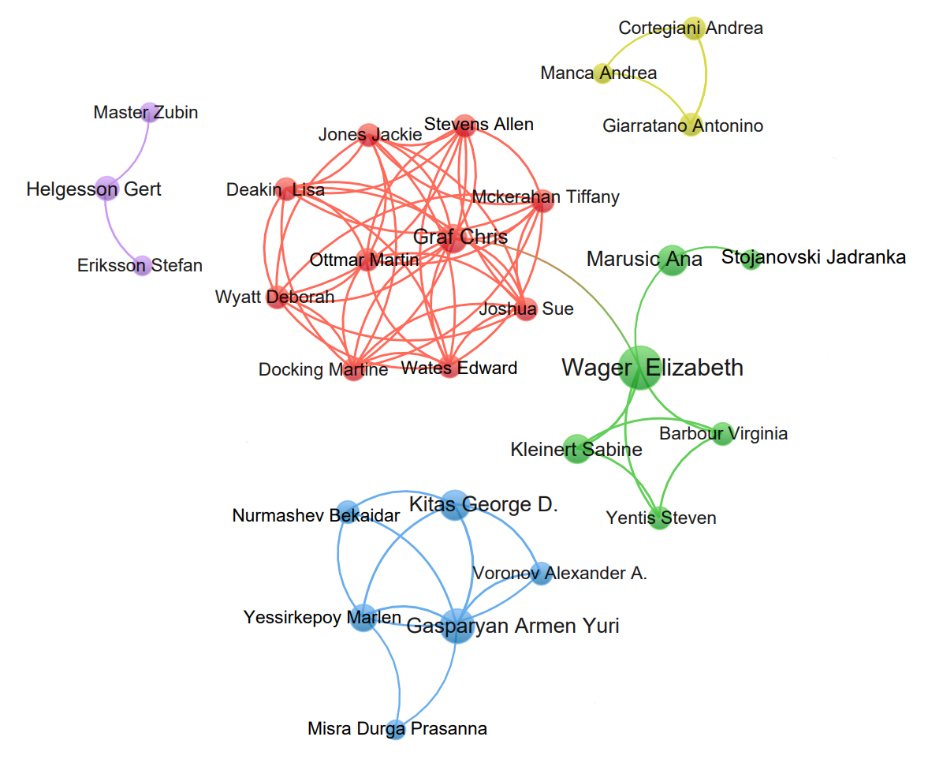 Cortegiani Andrea
Manca Andrea
Giarratano Antonino
Master Zubin
Helgesson Gert
Eriksson Stefan
Jones Jackie
Stevens Allen
Deakin, Lisa
Mckerahan Tiffany
Graf Chris
Ottmar Martin
Wyatt Deborah
Joshua Sue
Docking Martine
Wates Edward
Marusic Ana
Stojanovski Jadranka
Wager Elizabeth
Kleinert Sabine
Barbour Virginia
Yentis Steven
Kitas George D.
Nurmashev Bekaidar
Voronov Alexander A.
Yessirkepoy Marlen
Gasparyan Armen Yuri
Misra Durga Prasanna